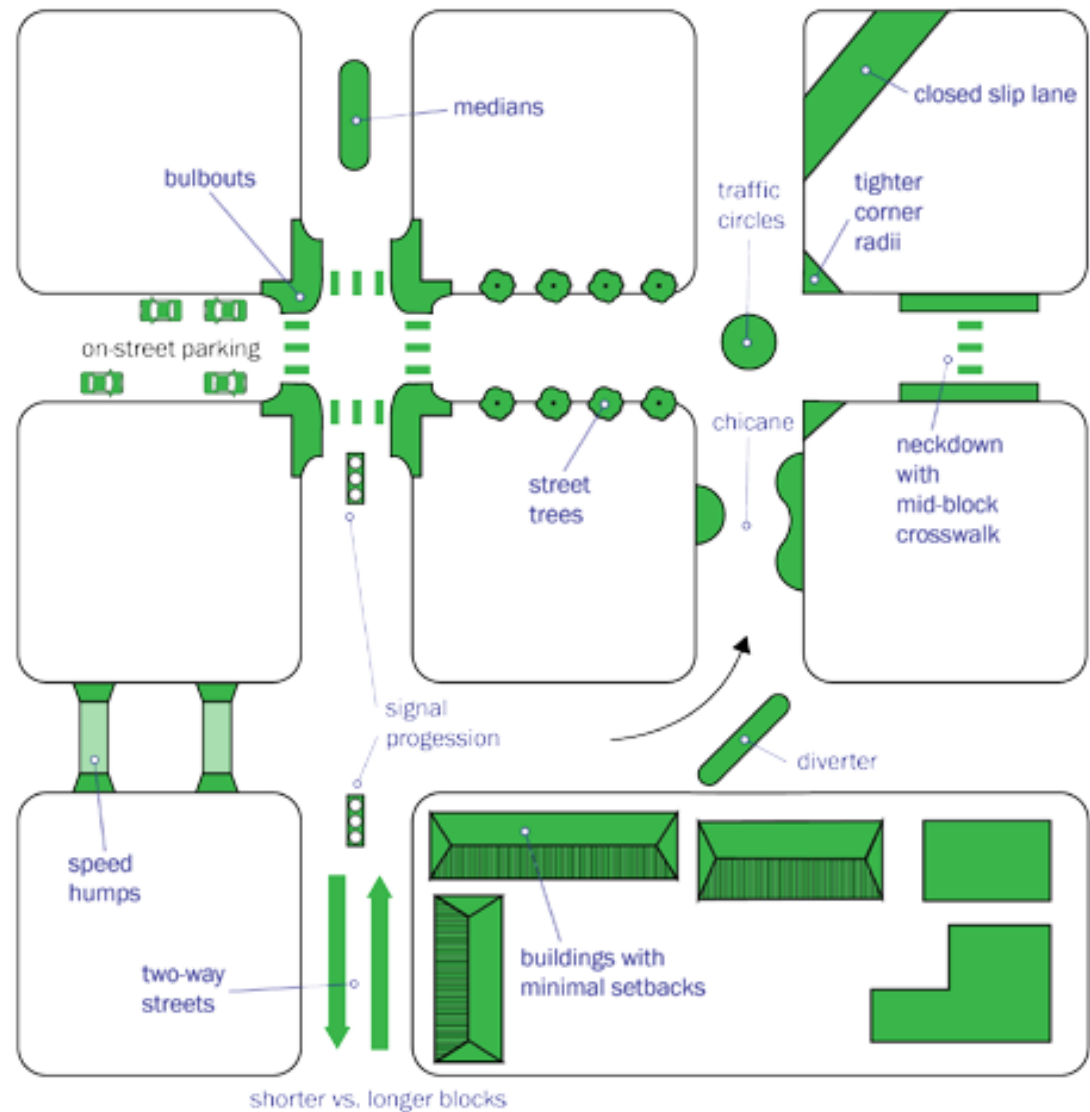 medians
closed slip lane
bulbouts
traffic
circles
tighter
corner
radii
on-street parking
chicane
street
trees
neckdown
with
mid-block
crosswalk
signal
progession
diverter
speed
humps
two-way
streets
buildings with
minimal setbacks
shorter vs. longer blocks